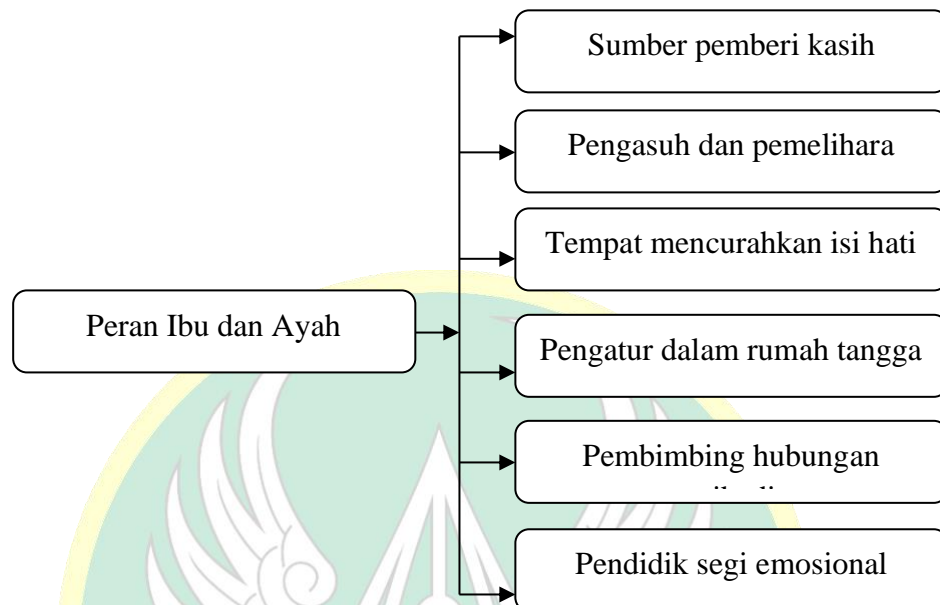 Sumber pemberi kasih
Pengasuh dan pemelihara
Tempat mencurahkan isi hati
Peran Ibu dan Ayah
Pengatur dalam rumah tangga
Pembimbing hubungan
Pendidik segi emosional